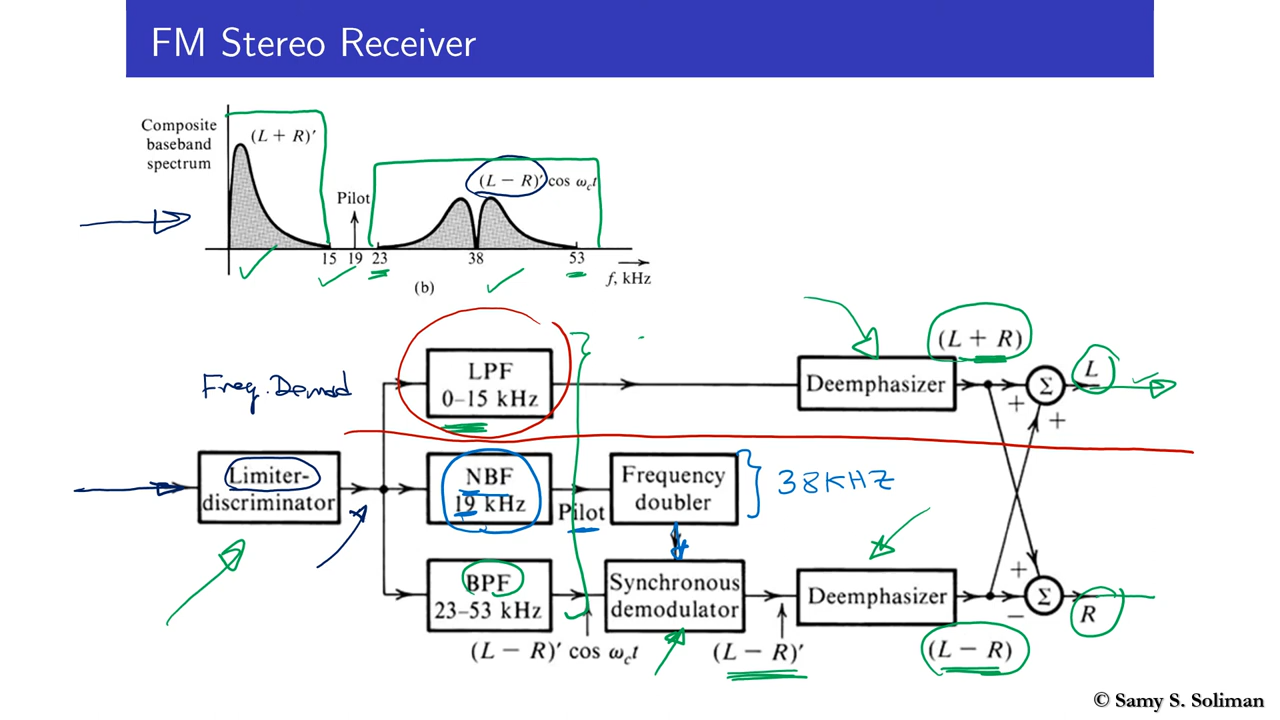 FM Stereo Receiver
Composite
baseband
spectrum
(L + R)′
Pilot
(L − R)′ cos ω_c t
15 19 23 38 53
f, kHz
(b)
Freq. Demod
LPF
0–15 kHz
Deemphasizer
(L + R)
Σ
L
+
+
Limiter-
discriminator
NBF
19 kHz
Pilot
Frequency
doubler
38KHZ
BPF
23–53 kHz
(L − R)′ cos ω_c t
Synchronous
demodulator
(L − R)′
Deemphasizer
(L − R)
+
−
Σ
R
© Samy S. Soliman